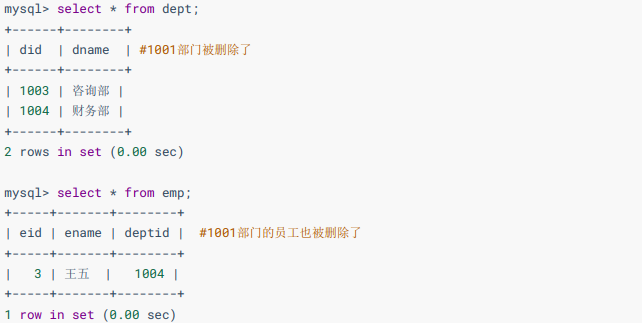 mysql> select * from dept;
+------+--------+
| did  | dname  | #1001部门被删除了
+------+--------+
| 1003 | 咨询部 |
| 1004 | 财务部 |
+------+--------+
2 rows in set (0.00 sec)
mysql> select * from emp;
+-----+-------+--------+
| eid | ename | deptid |  #1001部门的员工也被删除了
+-----+-------+--------+
|   3 | 王五  |   1004 |
+-----+-------+--------+
1 row in set (0.00 sec)